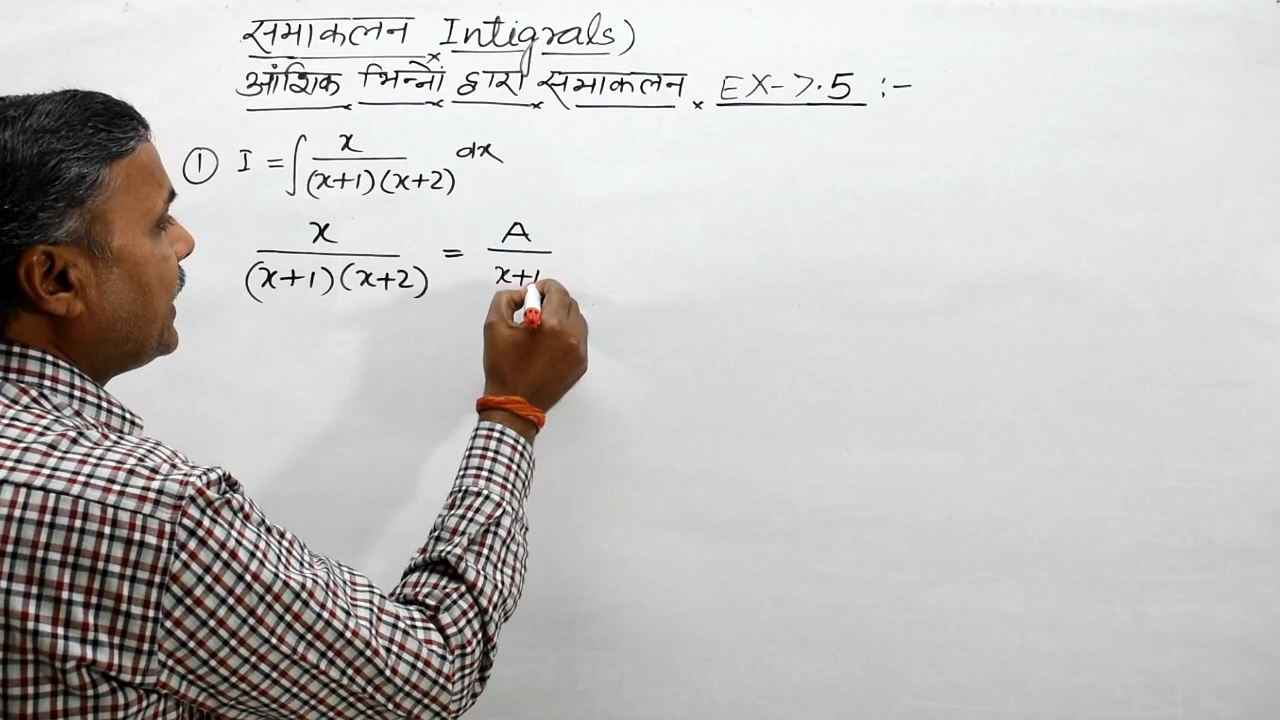 समाकलन Intigrals)
आंशिक भिन्नों द्वारा समाकलन EX-7.5 :-
① I = ∫ x/((x+1)(x+2)) dx
x/((x+1)(x+2)) = A/(x+1